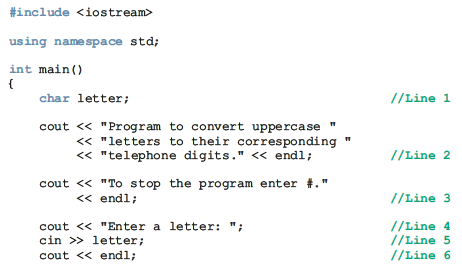 #include <iostream>
using namespace std;
int main()
{
char letter; //Line 1
cout << "Program to convert uppercase "
<< "letters to their corresponding "
<< "telephone digits." << endl; //Line 2
cout << "To stop the program enter #."
<< endl; //Line 3
cout << "Enter a letter: "; //Line 4
cin >> letter; //Line 5
cout << endl; //Line 6